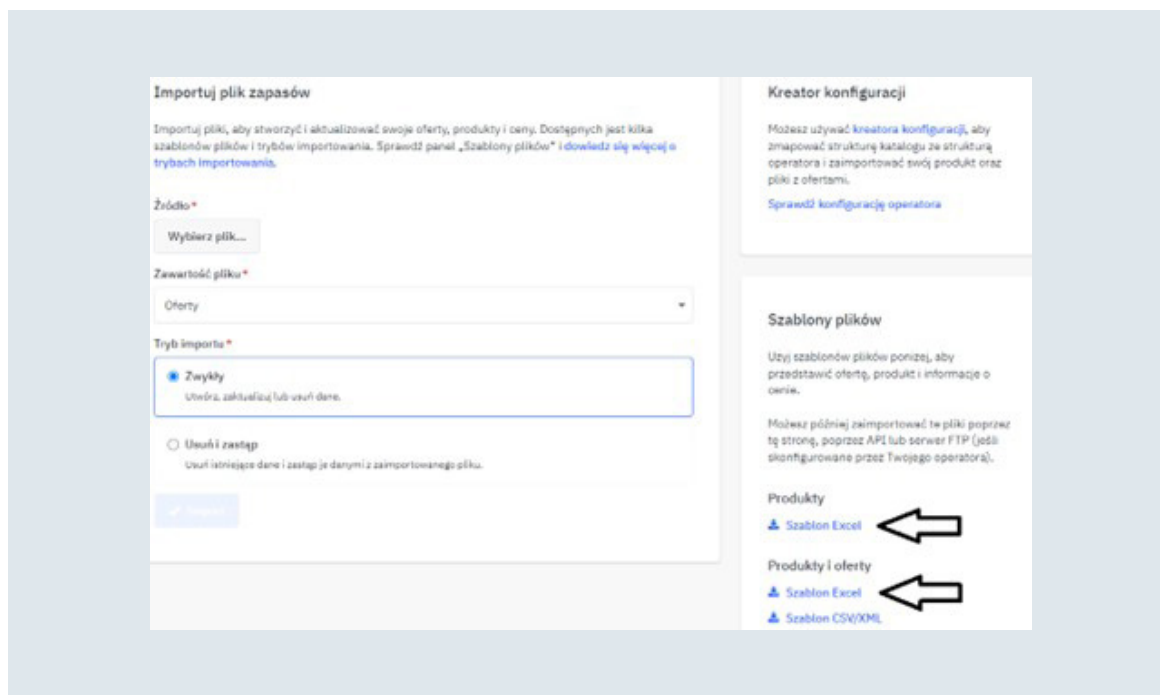 Importuj plik zapasów
Importuj pliki, aby stworzyć i aktualizować swoje oferty, produkty i ceny. Dostępnych jest kilka
szablonów plików i trybów importowania. Sprawdź panel „Szablony plików" i dowiedz się więcej o
trybach importowania.
Źródło*
Wybierz plik...
Zawartość pliku*
Oferty
Tryb importu*
Zwykły
Utwórz, zaktualizuj lub usuń dane.
Usuń i zastąp
Usuń istniejące dane i zastąp je danymi z zaimportowanego pliku.
Kreator konfiguracji
Możesz używać kreatora konfiguracji, aby
zmapować strukturę katalogu ze strukturą
operatora i zaimportować swój produkt oraz
pliki z ofertami.
Sprawdź konfigurację operatora
Szablony plików
Użyj szablonów plików poniżej, aby
przedstawić ofertę, produkt i informacje o
cenie.
Możesz później zaimportować te pliki poprzez
tę stronę, poprzez API lub serwer FTP (jeśli
skonfigurowane przez Twojego operatora).
Produkty
Szablon Excel
Produkty i oferty
Szablon Excel
Szablon CSV/XML